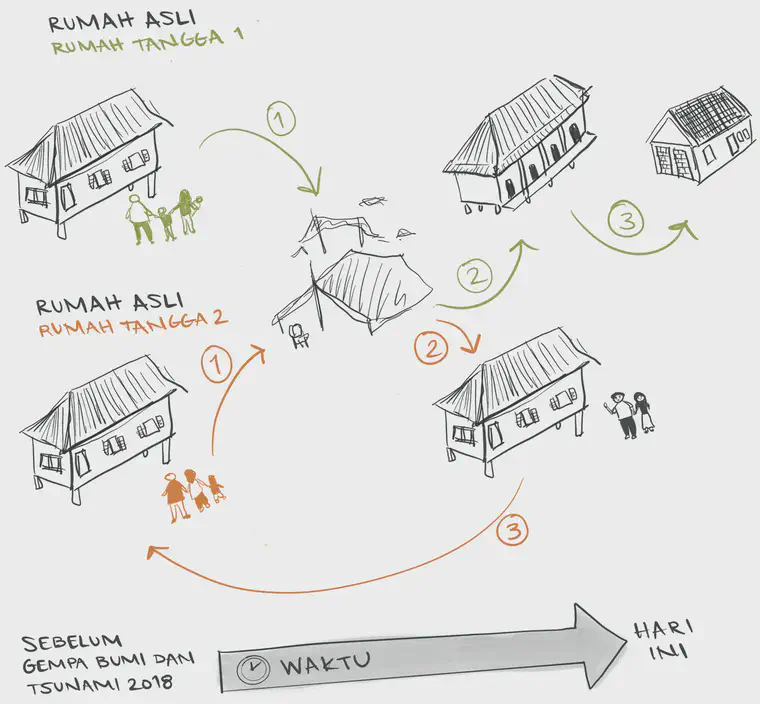 RUMAH ASLI
RUMAH TANGGA 1
1
2
3
RUMAH ASLI
RUMAH TANGGA 2
1
2
3
SEBELUM
GEMPA BUMI DAN
TSUNAMI 2018
WAKTU
HARI
INI